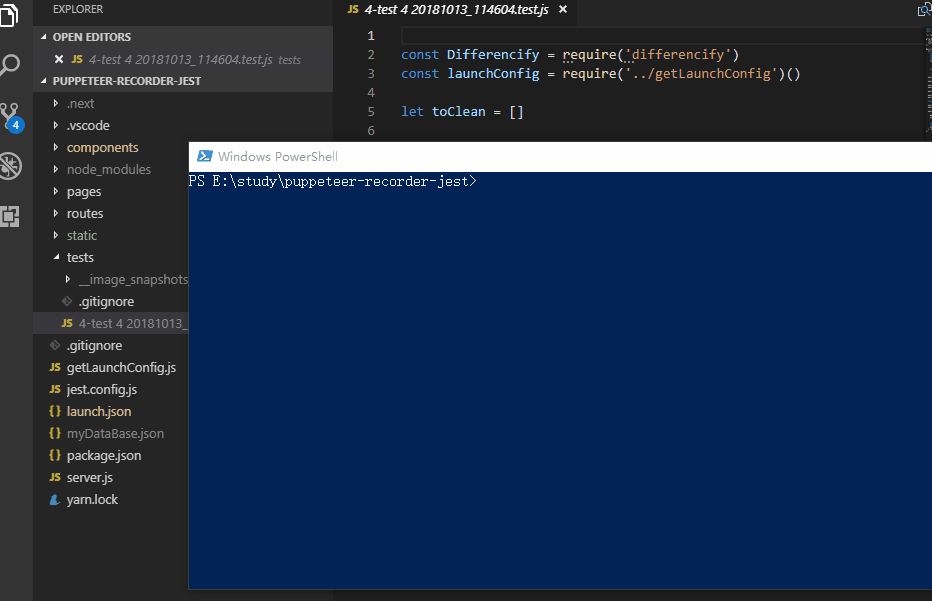 EXPLORER
OPEN EDITORS
JS 4-test 4 20181013_114604.test.js tests
PUPPETEER-RECORDER-JEST
.next
.vscode
components
node_modules
pages
routes
static
tests
__image_snapshots
.gitignore
JS 4-test 4 20181013_
.gitignore
JS getLaunchConfig.js
JS jest.config.js
{} launch.json
{} myDataBase.json
{} package.json
JS server.js
yarn.lock
4
JS 4-test 4 20181013_114604.test.js
1
2 const Differencify = require('differencify')
3 const launchConfig = require('../getLaunchConfig')()
4
5 let toClean = []
6
Windows PowerShell
PS E:\study\puppeteer-recorder-jest>